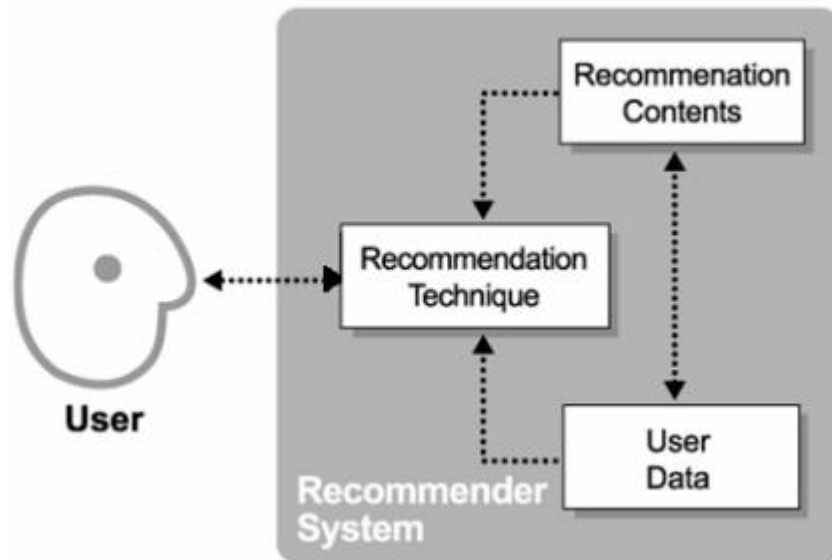 Recommenation
Contents
Recommendation
Technique
User
User
Data
Recommender
System